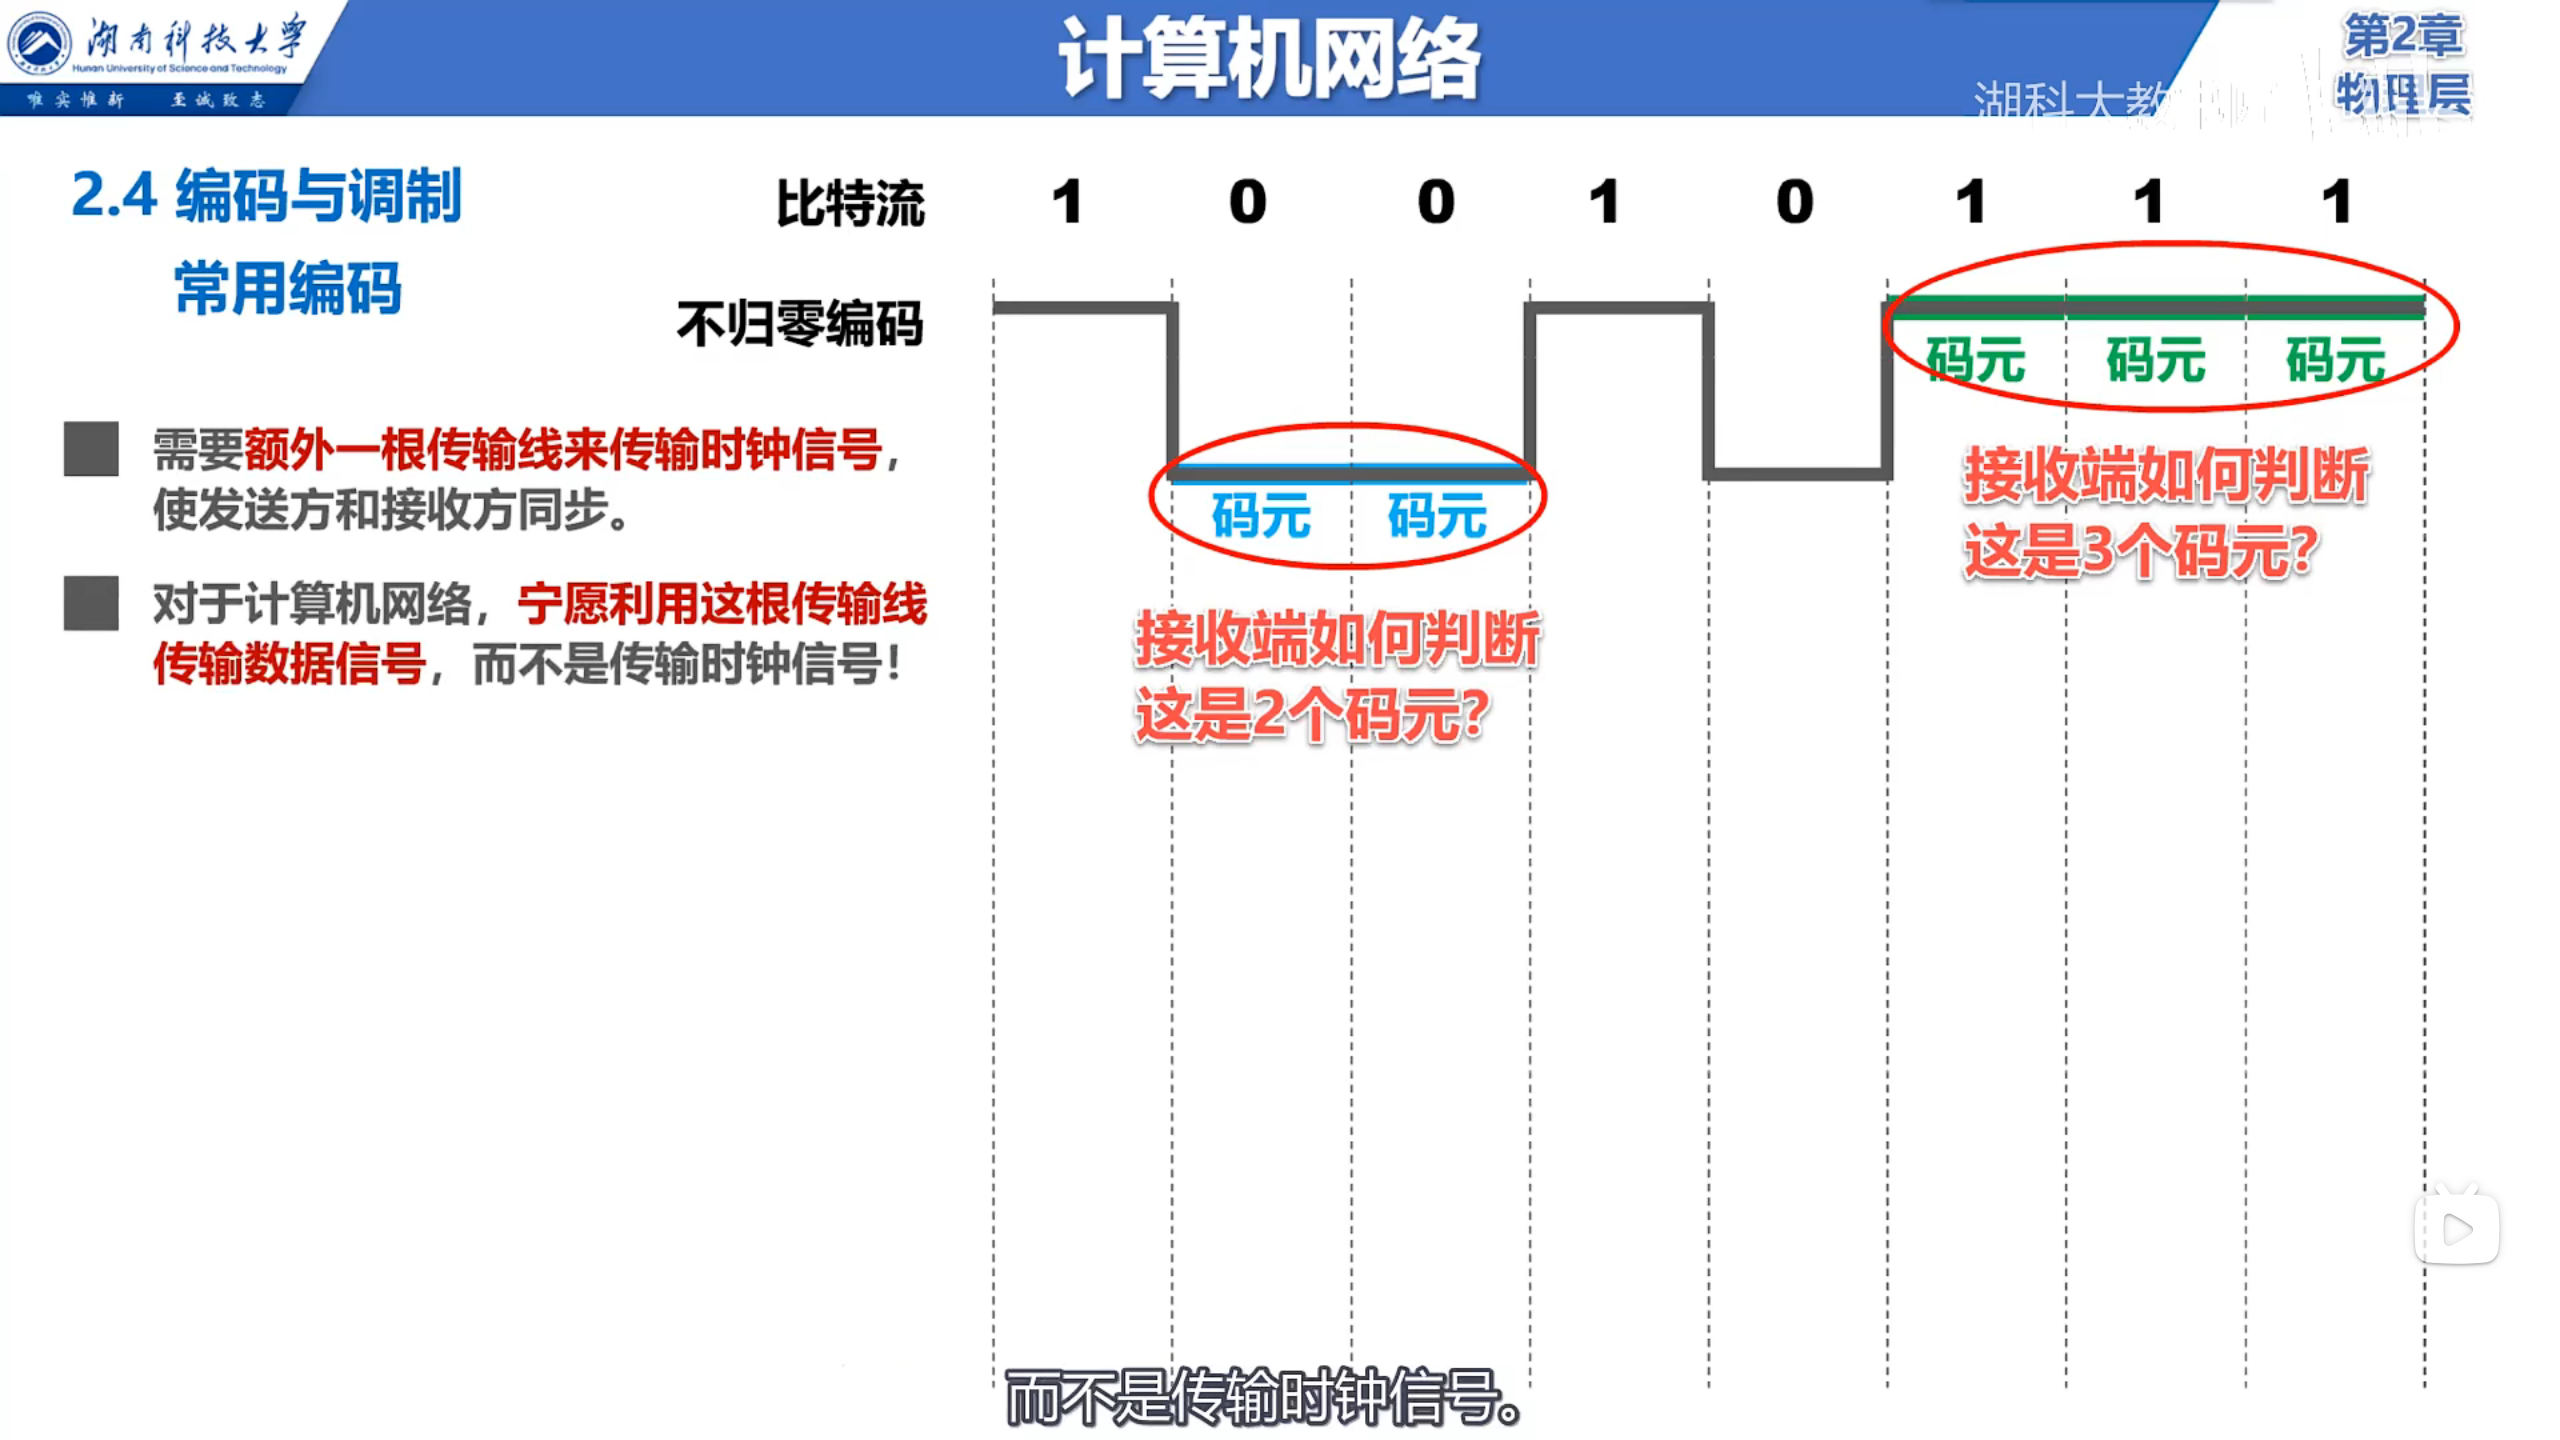 湖南科技大学
Hunan University of Science and Technology
唯实惟新 至诚致志
计算机网络
第2章
物理层
湖科大教
2.4 编码与调制
常用编码
比特流 1 0 0 1 0 1 1 1
不归零编码
码元 码元 码元
需要额外一根传输线来传输时钟信号，
使发送方和接收方同步。
码元 码元
接收端如何判断
这是3个码元？
对于计算机网络，宁愿利用这根传输线
传输数据信号，而不是传输时钟信号！
接收端如何判断
这是2个码元？
而不是传输时钟信号。